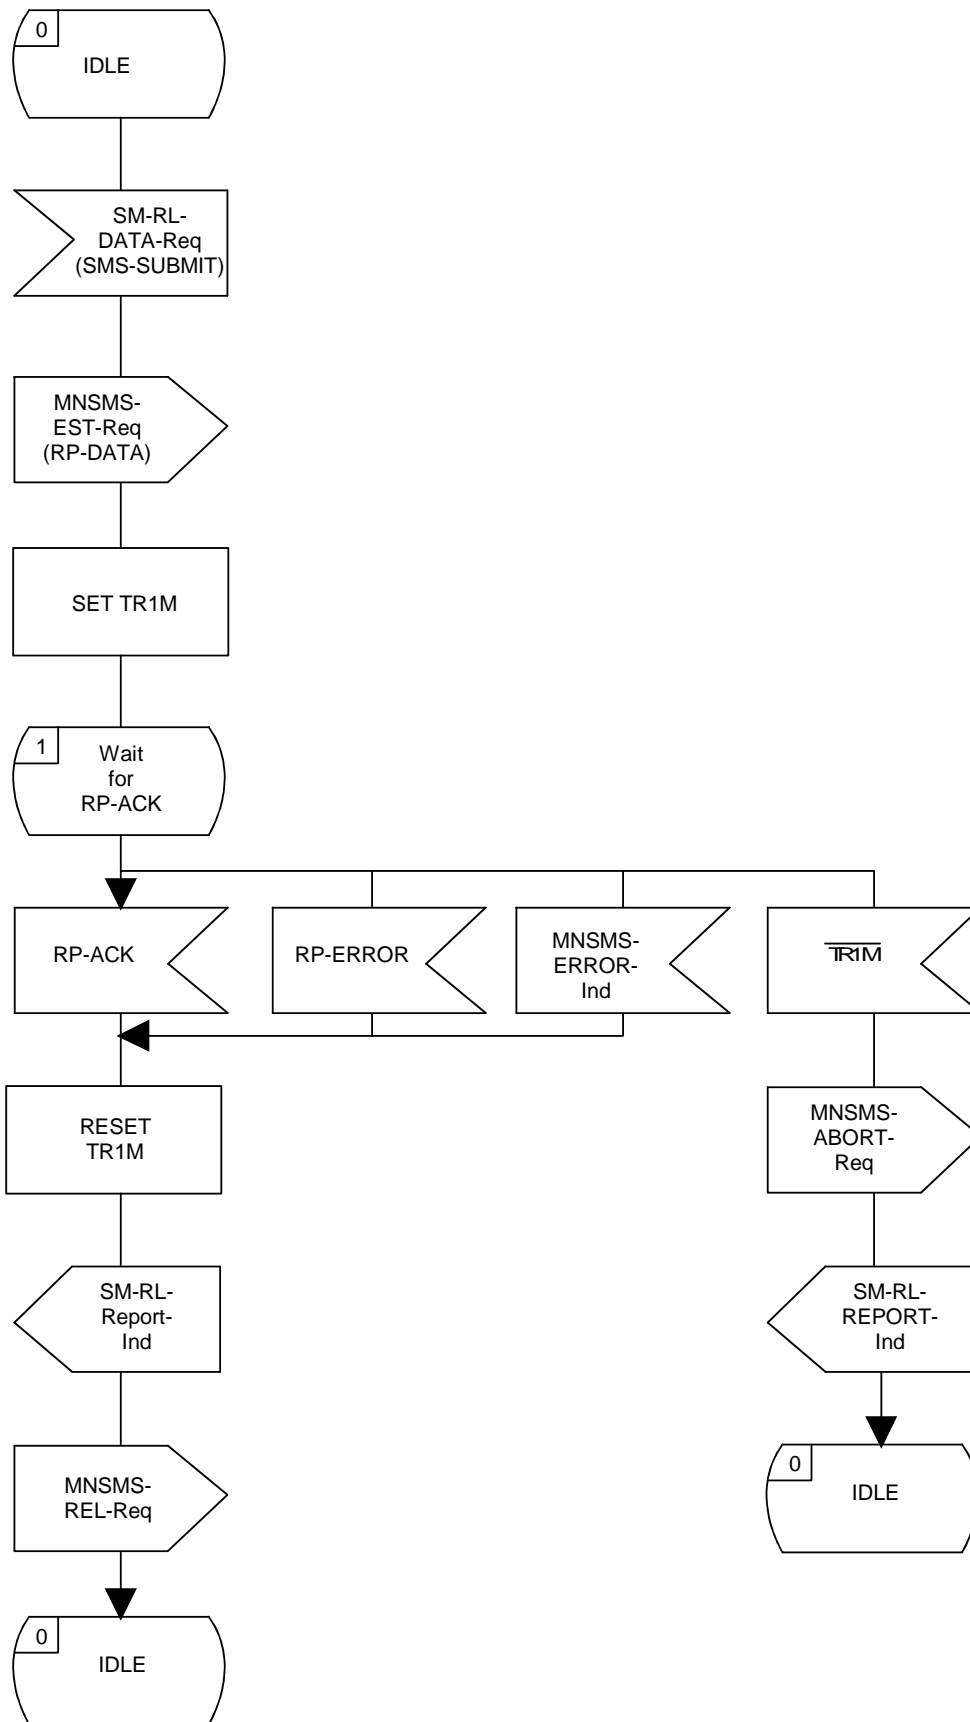 0
IDLE
SM-RL-
DATA-Req
(SMS-SUBMIT)
MNSMS-
EST-Req
(RP-DATA)
SET TR1M
1
Wait
for
RP-ACK
RP-ACK
RP-ERROR
MNSMS-
ERROR-
Ind
TR1M
RESET
TR1M
MNSMS-
ABORT-
Req
SM-RL-
Report-
Ind
SM-RL-
REPORT-
Ind
MNSMS-
REL-Req
0
IDLE
0
IDLE